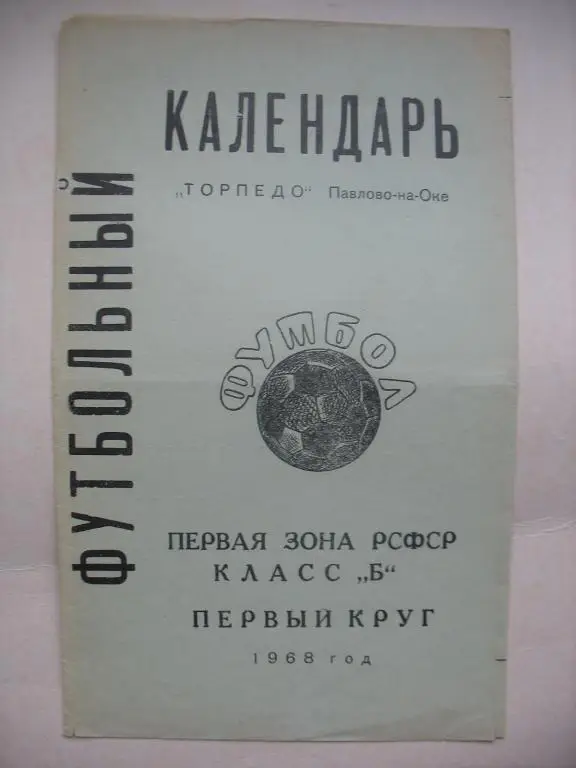 ФУТБОЛЬНЫЙ
КАЛЕНДАРЬ
„ТОРПЕДО" Павлово-на-Оке
ФУТБОЛ
ПЕРВАЯ ЗОНА РСФСР
КЛАСС „Б"
ПЕРВЫЙ КРУГ
1968 год